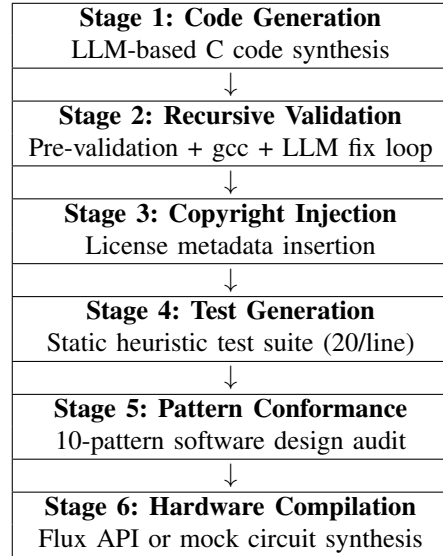 Stage 1: Code Generation
LLM-based C code synthesis
↓
Stage 2: Recursive Validation
Pre-validation + gcc + LLM fix loop
↓
Stage 3: Copyright Injection
License metadata insertion
↓
Stage 4: Test Generation
Static heuristic test suite (20/line)
↓
Stage 5: Pattern Conformance
10-pattern software design audit
↓
Stage 6: Hardware Compilation
Flux API or mock circuit synthesis